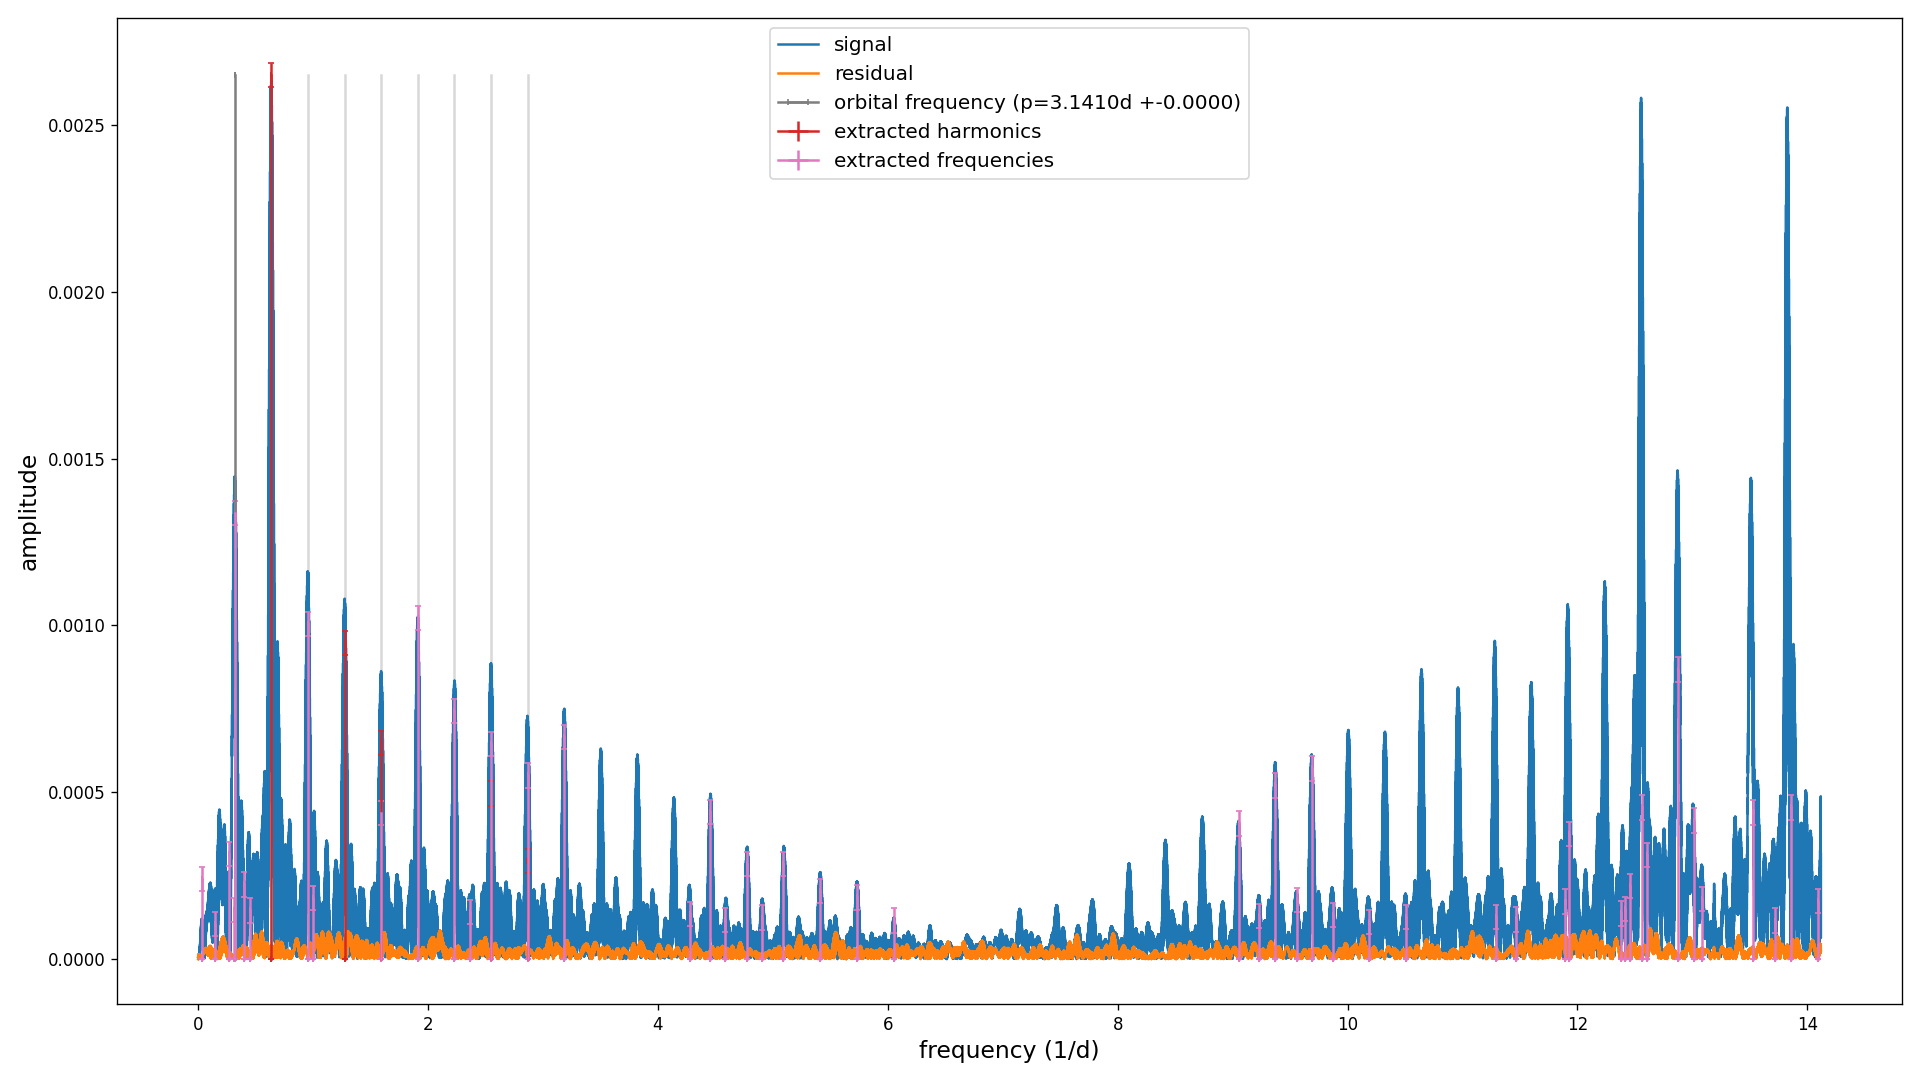 signal
residual
orbital frequency (p=3.1410d +-0.0000)
extracted harmonics
extracted frequencies
0.0025
0.0020
0.0015
0.0010
0.0005
0.0000
amplitude
0 2 4 6 8 10 12 14
frequency (1/d)